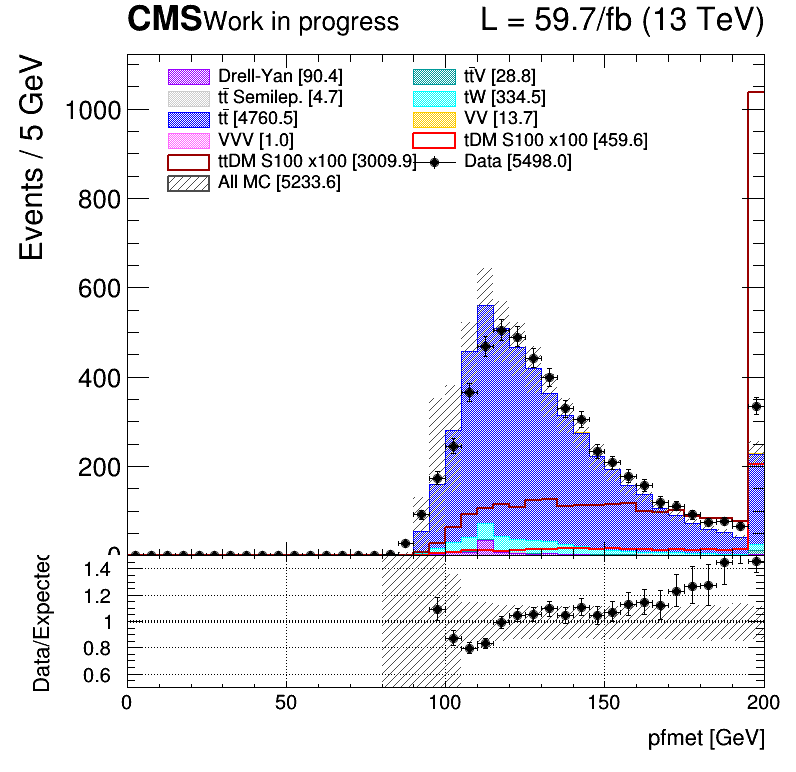 CMS Work in progress L = 59.7/fb (13 TeV)
Events / 5 GeV
1000
800
600
400
200
0
Drell-Yan [90.4] tt̄V [28.8]
tt̄ Semilep. [4.7] tW [334.5]
tt̄ [4760.5] VV [13.7]
VVV [1.0] tDM S100 x100 [459.6]
ttDM S100 x100 [3009.9] Data [5498.0]
All MC [5233.6]
Data/Expected
1.4
1.2
1
0.8
0.6
0 50 100 150 200
pfmet [GeV]